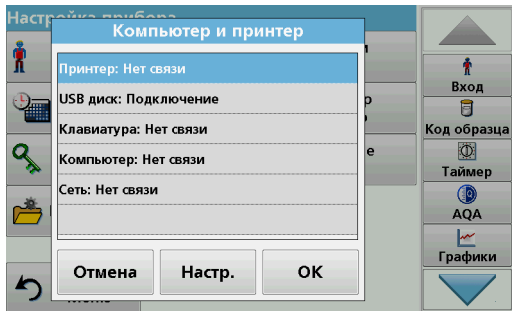 Настройка прибора
Компьютер и принтер
Принтер: Нет связи
USB диск: Подключение
Клавиатура: Нет связи
Компьютер: Нет связи
Сеть: Нет связи
Отмена
Настр.
OK
Вход
Код образца
Таймер
AQA
Графики